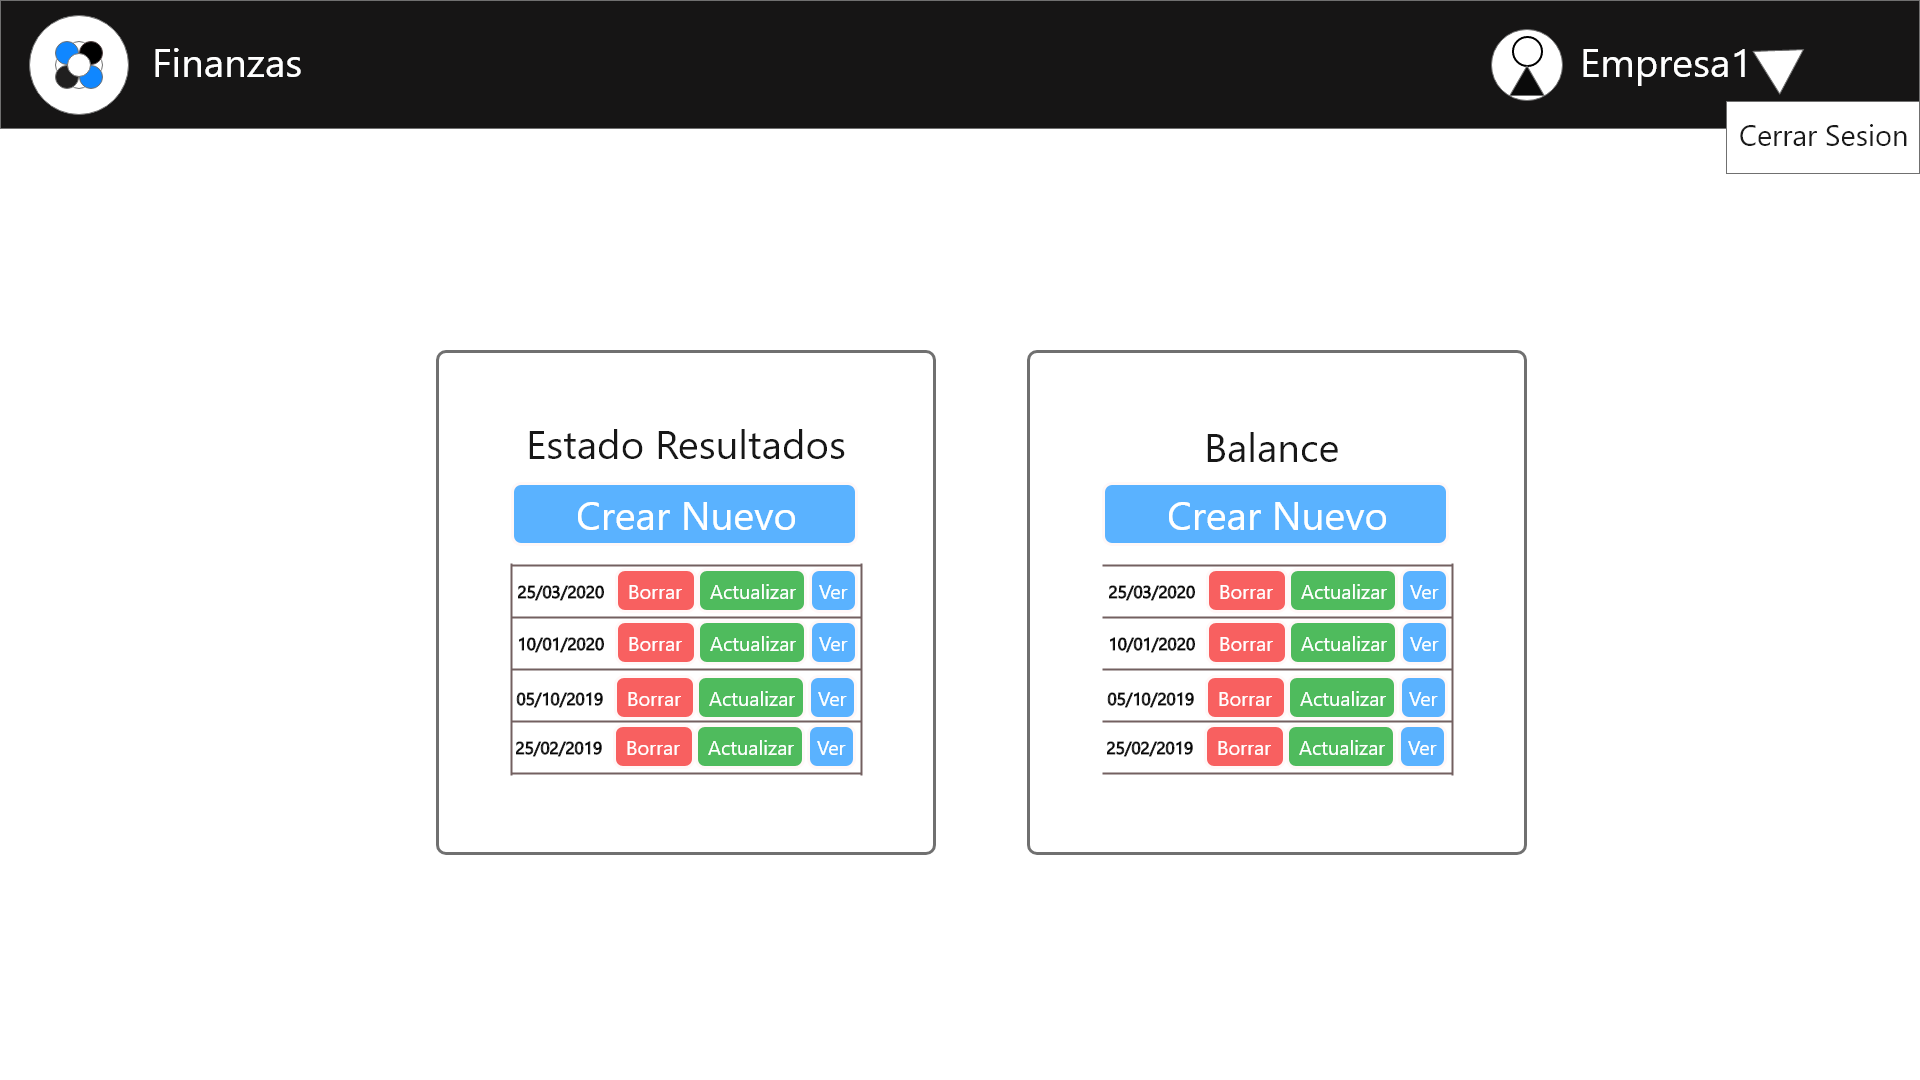 Finanzas
Empresa1
Cerrar Sesion
Estado Resultados
Crear Nuevo
25/03/2020 Borrar Actualizar Ver
10/01/2020 Borrar Actualizar Ver
05/10/2019 Borrar Actualizar Ver
25/02/2019 Borrar Actualizar Ver
Balance
Crear Nuevo
25/03/2020 Borrar Actualizar Ver
10/01/2020 Borrar Actualizar Ver
05/10/2019 Borrar Actualizar Ver
25/02/2019 Borrar Actualizar Ver